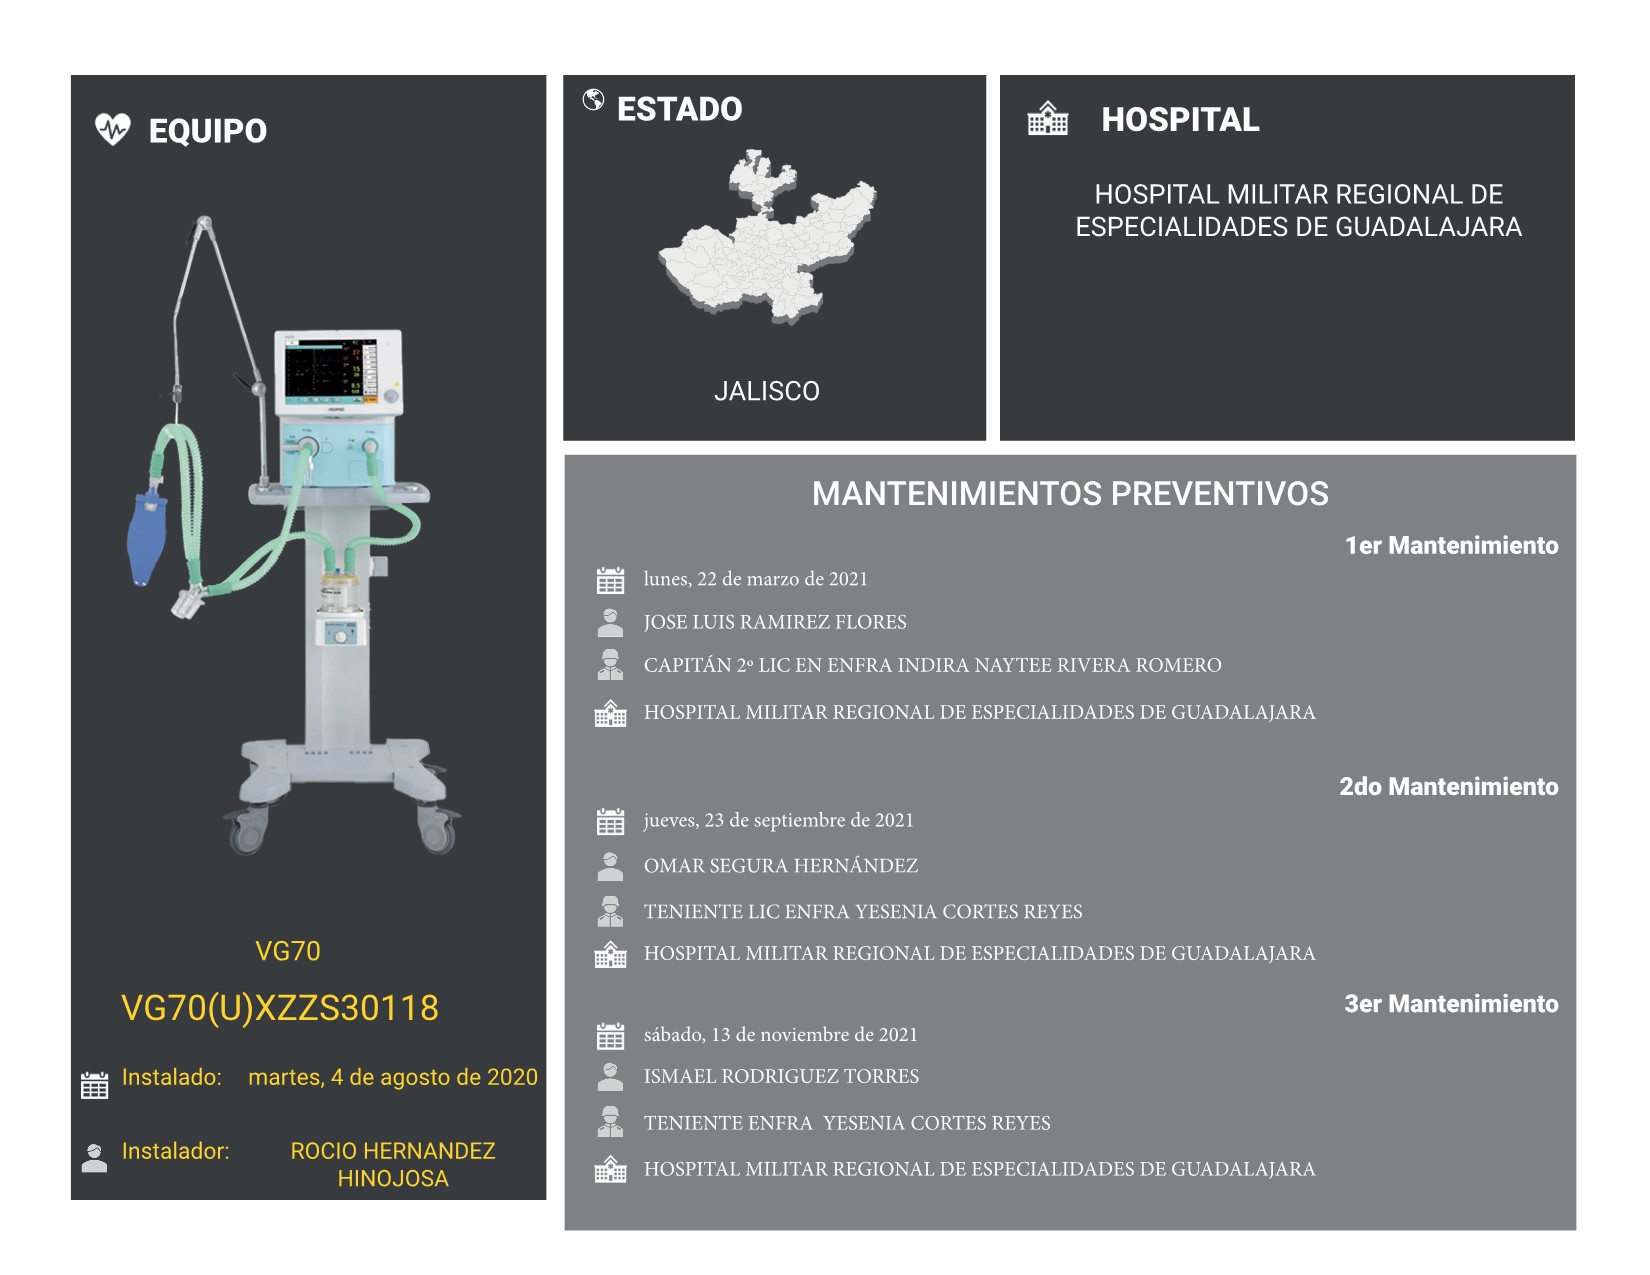 EQUIPO
VG70
VG70(U)XZZS30118
Instalado: martes, 4 de agosto de 2020
Instalador: ROCIO HERNANDEZ
HINOJOSA
ESTADO
JALISCO
HOSPITAL
HOSPITAL MILITAR REGIONAL DE
ESPECIALIDADES DE GUADALAJARA
MANTENIMIENTOS PREVENTIVOS
1er Mantenimiento
lunes, 22 de marzo de 2021
JOSE LUIS RAMIREZ FLORES
CAPITÁN 2º LIC EN ENFRA INDIRA NAYTEE RIVERA ROMERO
HOSPITAL MILITAR REGIONAL DE ESPECIALIDADES DE GUADALAJARA
2do Mantenimiento
jueves, 23 de septiembre de 2021
OMAR SEGURA HERNÁNDEZ
TENIENTE LIC ENFRA YESENIA CORTES REYES
HOSPITAL MILITAR REGIONAL DE ESPECIALIDADES DE GUADALAJARA
3er Mantenimiento
sábado, 13 de noviembre de 2021
ISMAEL RODRIGUEZ TORRES
TENIENTE ENFRA  YESENIA CORTES REYES
HOSPITAL MILITAR REGIONAL DE ESPECIALIDADES DE GUADALAJARA